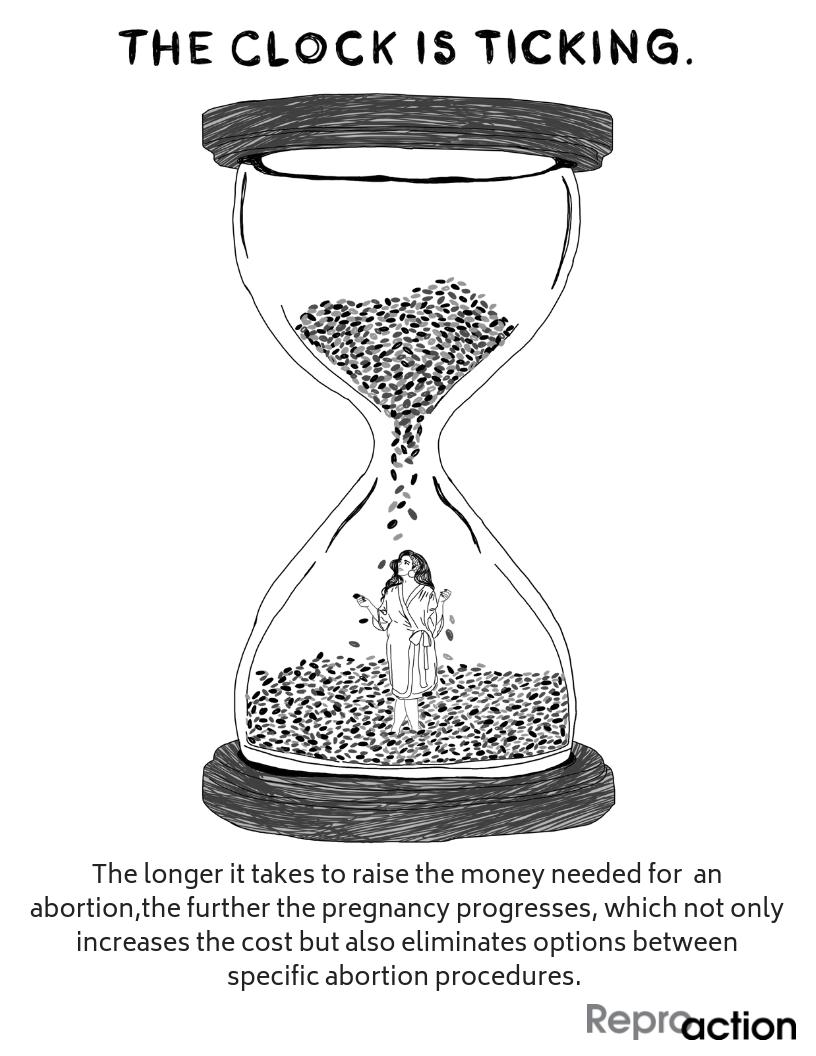 THE CLOCK IS TICKING.
The longer it takes to raise the money needed for  an
abortion,the further the pregnancy progresses, which not only
increases the cost but also eliminates options between
specific abortion procedures.
Reproaction